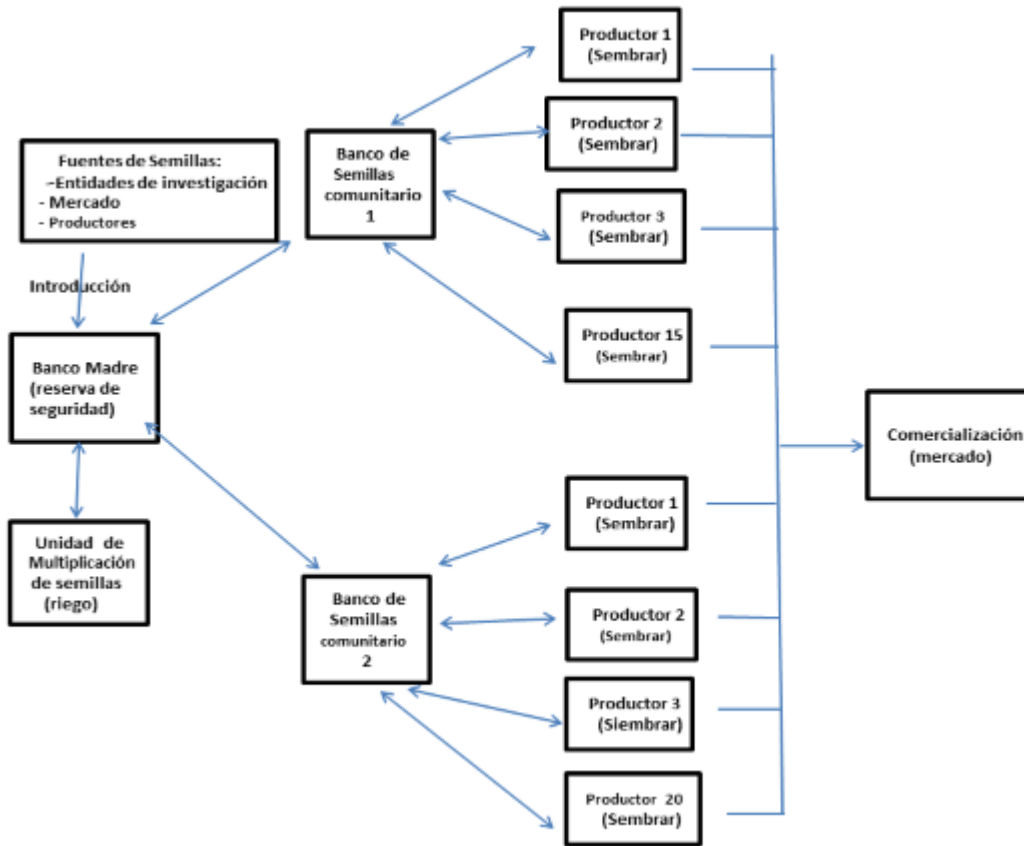 Fuentes de Semillas:
-Entidades de investigación
- Mercado
- Productores
Introducción
Banco Madre
(reserva de
seguridad)
Unidad de
Multiplicación
de semillas
(riego)
Banco de
Semillas
comunitario
1
Banco de
Semillas
comunitario
2
Productor 1
(Sembrar)
Productor 2
(Sembrar)
Productor 3
(Sembrar)
Productor 15
(Sembrar)
Productor 1
(Sembrar)
Productor 2
(Sembrar)
Productor 3
(Siembrar)
Productor 20
(Sembrar)
Comercialización
(mercado)